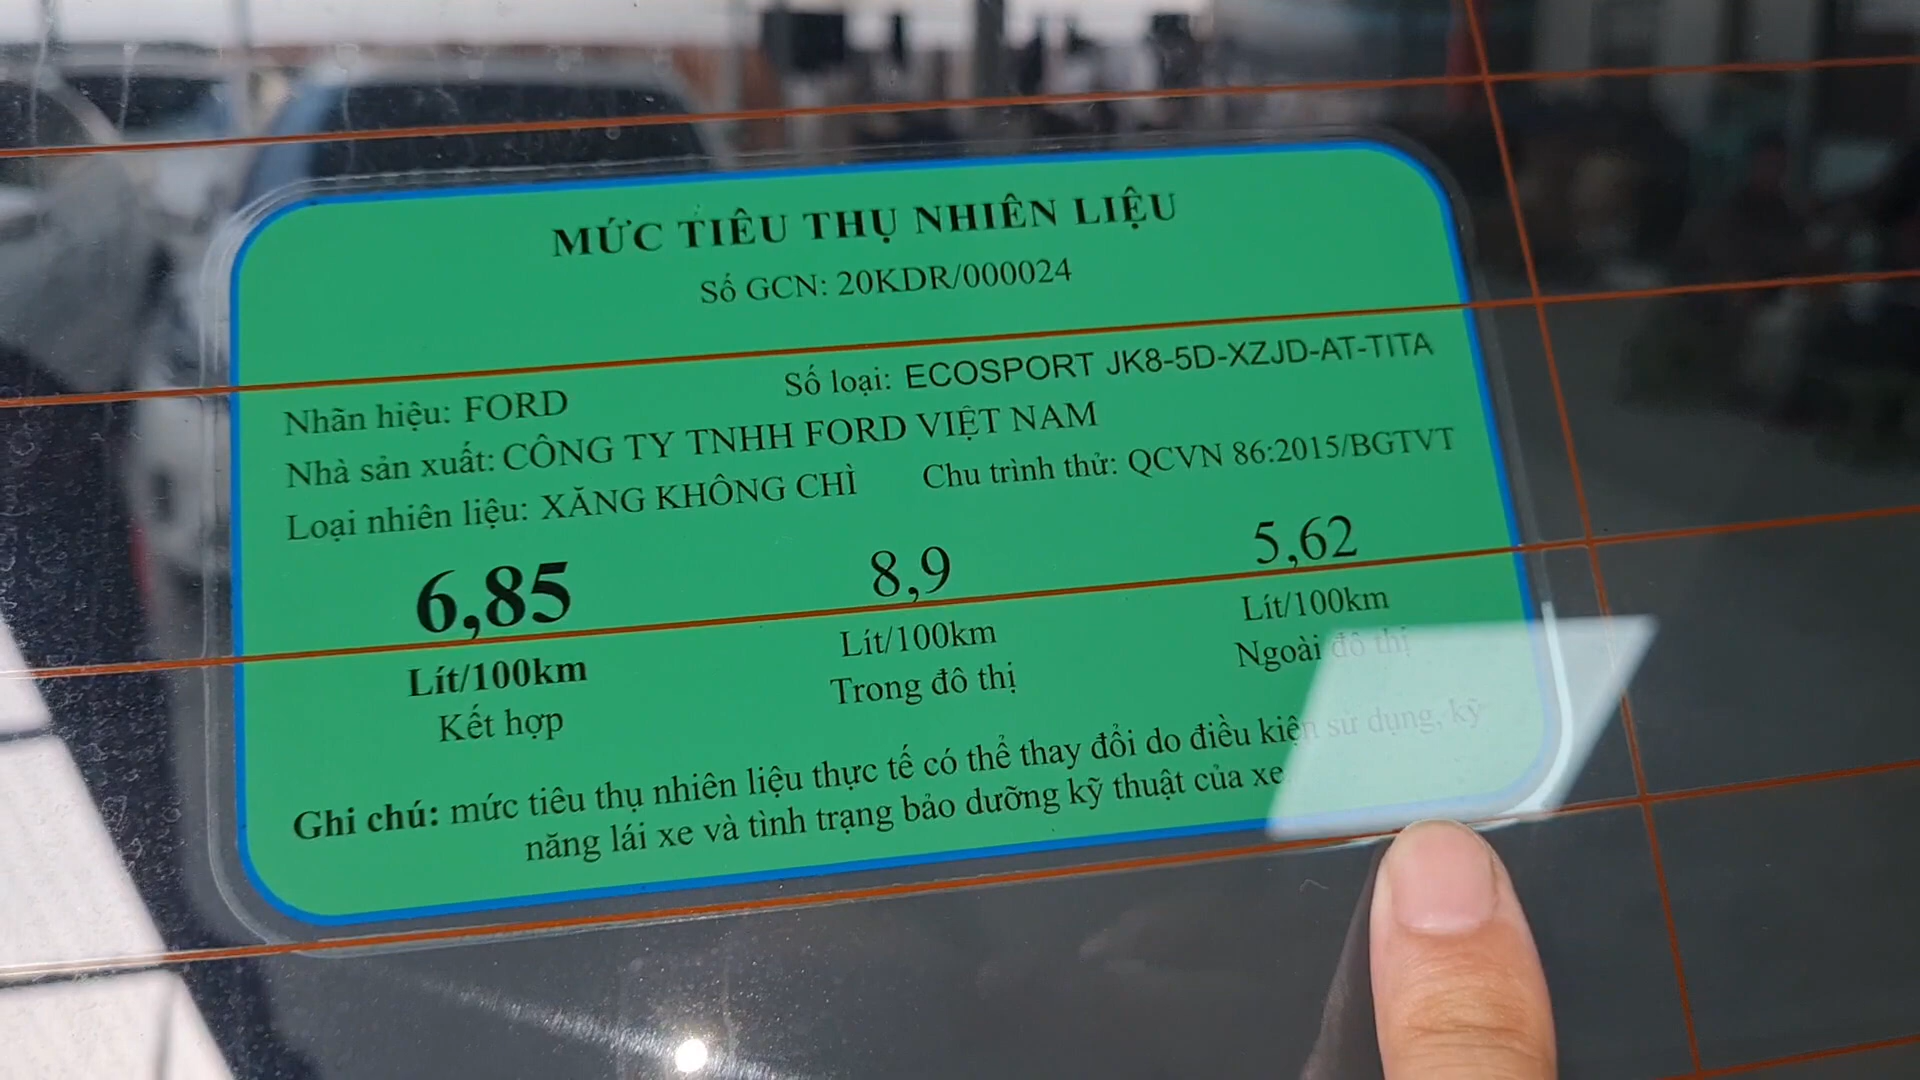 MỨC TIÊU THỤ NHIÊN LIỆU
Số GCN: 20KDR/000024
Nhãn hiệu: FORD Số loại: ECOSPORT JK8-5D-XZJD-AT-TITA
Nhà sản xuất: CÔNG TY TNHH FORD VIỆT NAM
Loại nhiên liệu: XĂNG KHÔNG CHÌ Chu trình thử: QCVN 86:2015/BGTVT
6,85 8,9 5,62
Lít/100km Lít/100km Lít/100km
Kết hợp Trong đô thị Ngoài đô thị
Ghi chú: mức tiêu thụ nhiên liệu thực tế có thể thay đổi do điều kiện sử dụng, kỹ
năng lái xe và tình trạng bảo dưỡng kỹ thuật của xe